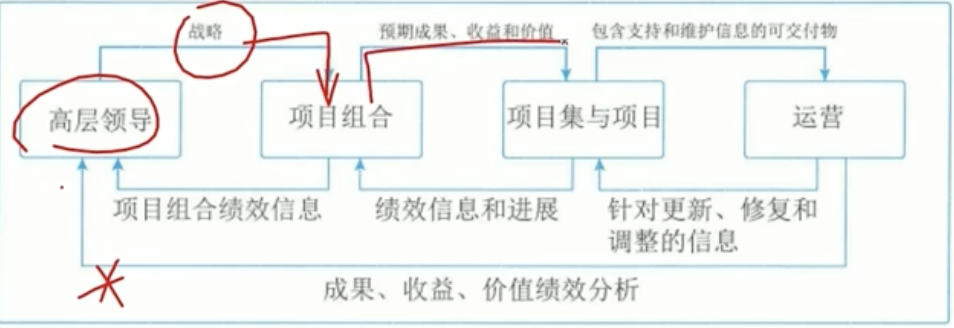 战略
预期成果、收益和价值
包含支持和维护信息的可交付物
高层领导
项目组合
项目集与项目
运营
项目组合绩效信息
绩效信息和进展
针对更新、修复和
调整的信息
成果、收益、价值绩效分析